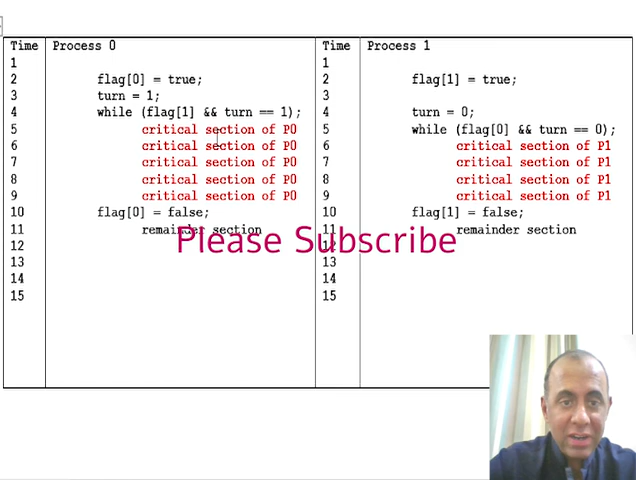 Time Process 0 Time Process 1
1 1
2 flag[0] = true; 2 flag[1] = true;
3 turn = 1; 3
4 while (flag[1] && turn == 1); 4 turn = 0;
5 critical section of P0 5 while (flag[0] && turn == 0);
6 critical section of P0 6 critical section of P1
7 critical section of P0 7 critical section of P1
8 critical section of P0 8 critical section of P1
9 critical section of P0 9 critical section of P1
10 flag[0] = false; 10 flag[1] = false;
11 remainder section 11 remainder section
Please Subscribe
12 12
13 13
14 14
15 15